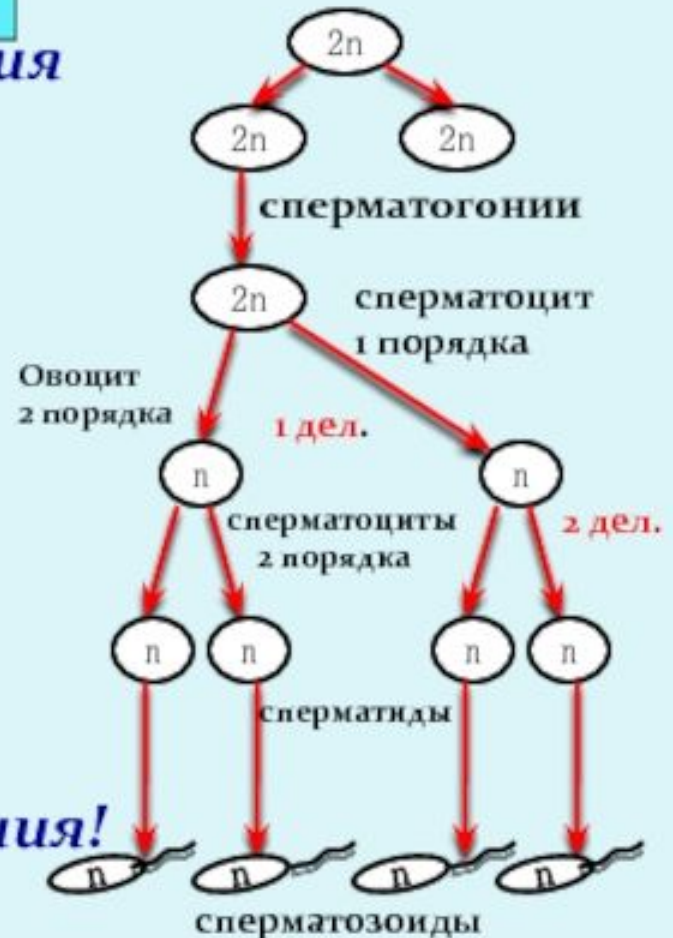 2n
ия
2n 2n
сперматогонии
2n
сперматоцит
1 порядка
Овоцит
2 порядка
1 дел.
n n
сперматоциты
2 порядка
2 дел.
n n n n
сперматиды
ия!
n n n n
сперматозоиды